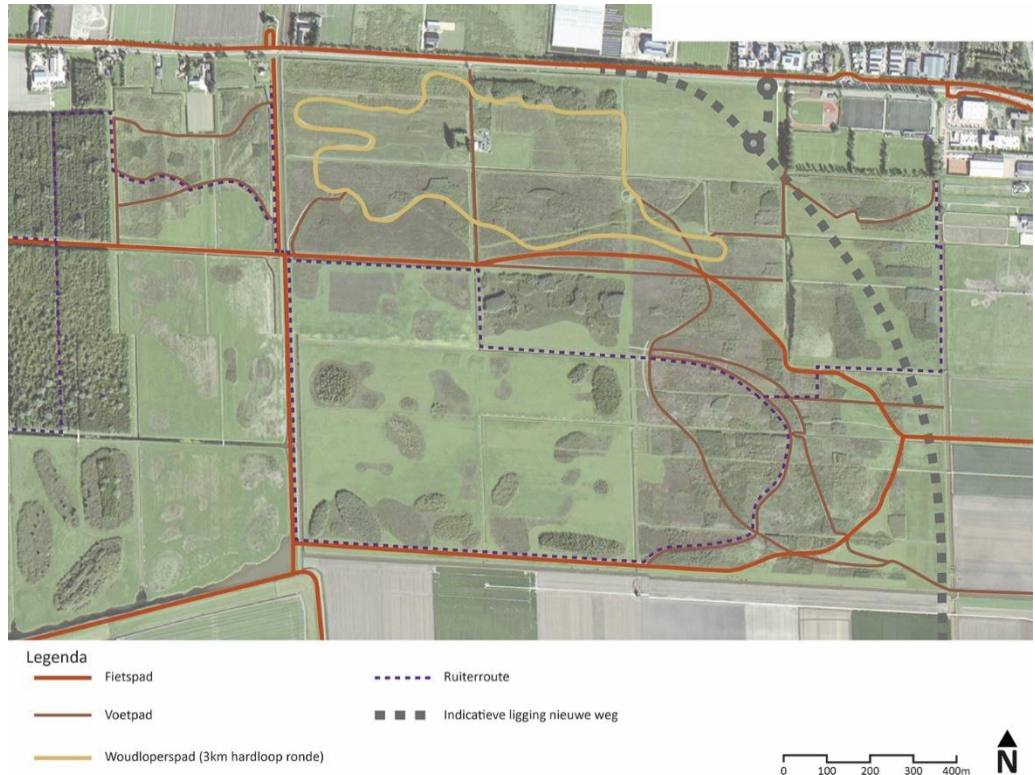 Legenda
Fietspad
Ruiterroute
Voetpad
Indicatieve ligging nieuwe weg
Woudloperspad (3km hardloop ronde)
0 100 200 300 400m
N